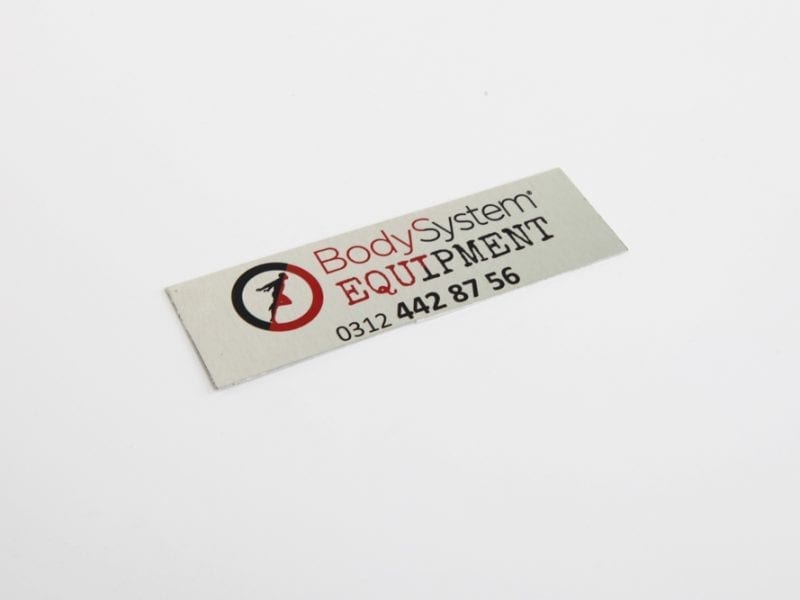 BodySystem®
EQUIPMENT
0312 442 87 56